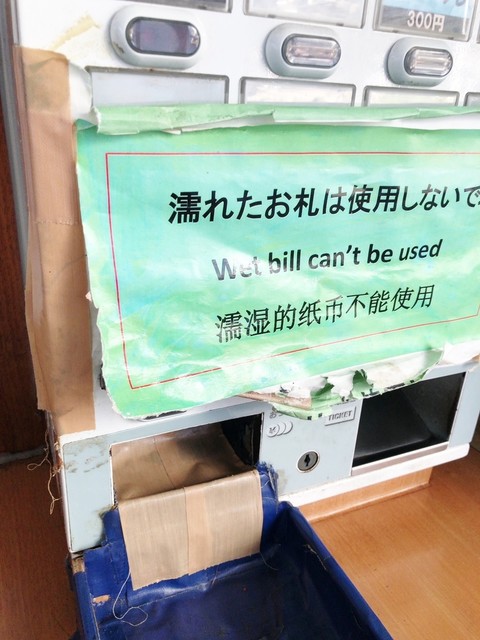 300円
濡れたお札は使用しないで
Wet bill can't be used
濡湿的纸币不能使用
TICKET